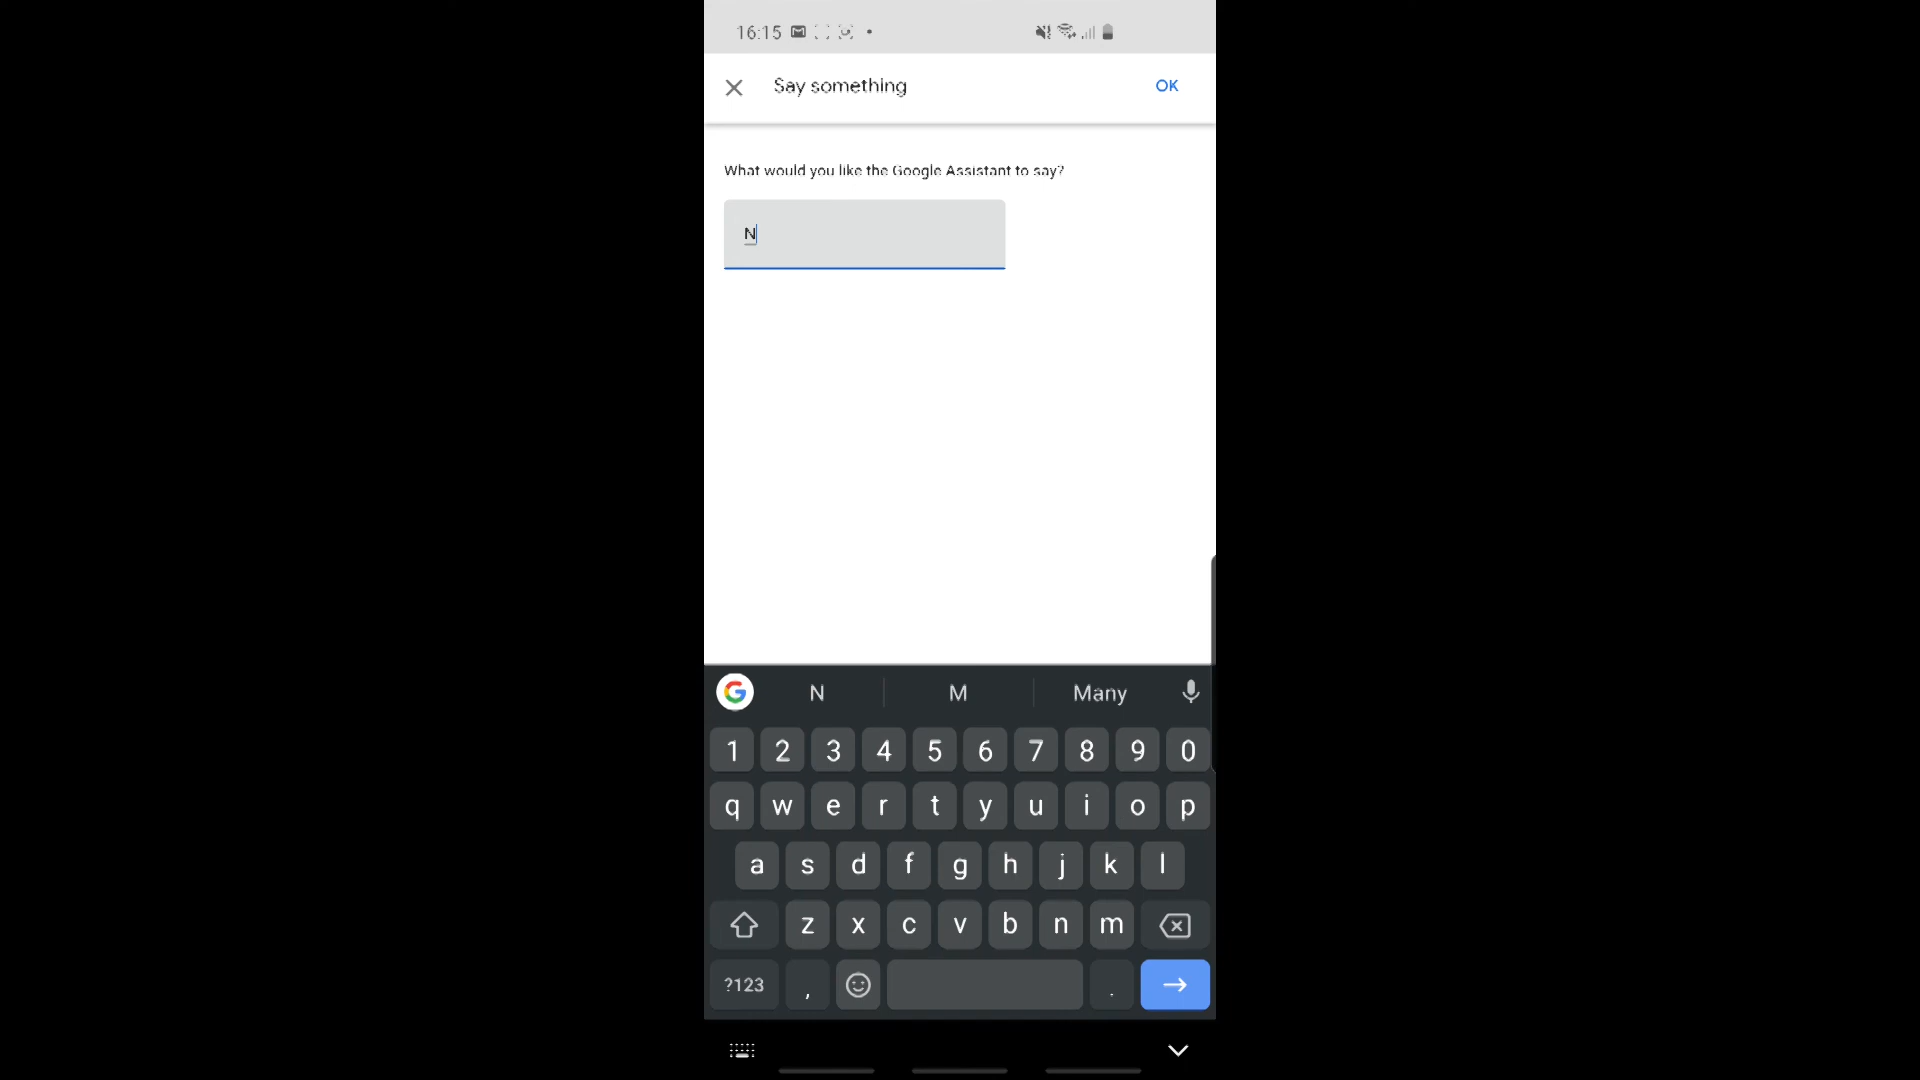 16:15
Say something
OK
What would you like the Google Assistant to say?
N
N M Many
1 2 3 4 5 6 7 8 9 0
q w e r t y u i o p
a s d f g h j k l
z x c v b n m
?123 , .